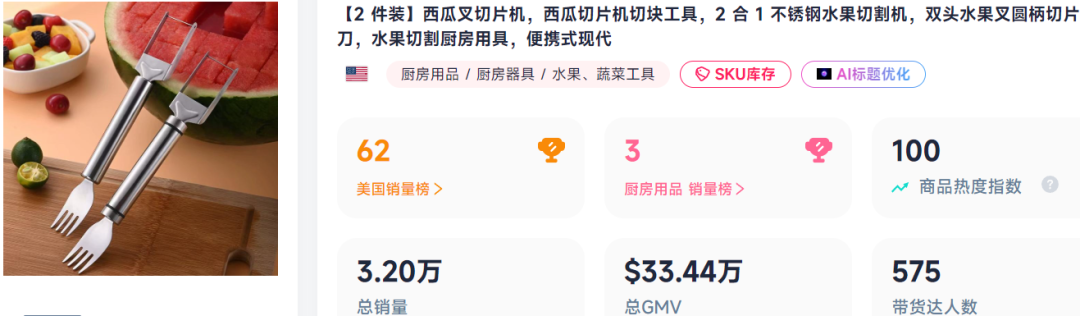 【2 件装】西瓜叉切片机，西瓜切片机切块工具，2 合 1 不锈钢水果切割机，双头水果叉圆柄切片
刀，水果切割厨房用具，便携式现代
厨房用品 / 厨房器具 / 水果、蔬菜工具
SKU库存
AI标题优化
62
美国销量榜
3
厨房用品 销量榜
100
商品热度指数
?
3.20万
总销量
$33.44万
总GMV
575
带货达人数